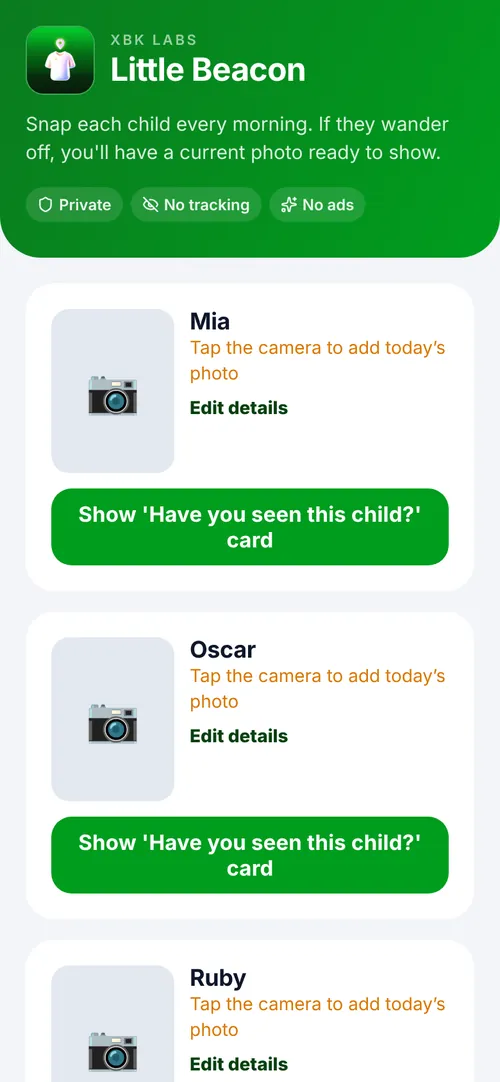 XBK LABS
Little Beacon
Snap each child every morning. If they wander
off, you'll have a current photo ready to show.
Private
No tracking
No ads
Mia
Tap the camera to add today’s
photo
Edit details
Show 'Have you seen this child?'
card
Oscar
Tap the camera to add today’s
photo
Edit details
Show 'Have you seen this child?'
card
Ruby
Tap the camera to add today’s
photo
Edit details